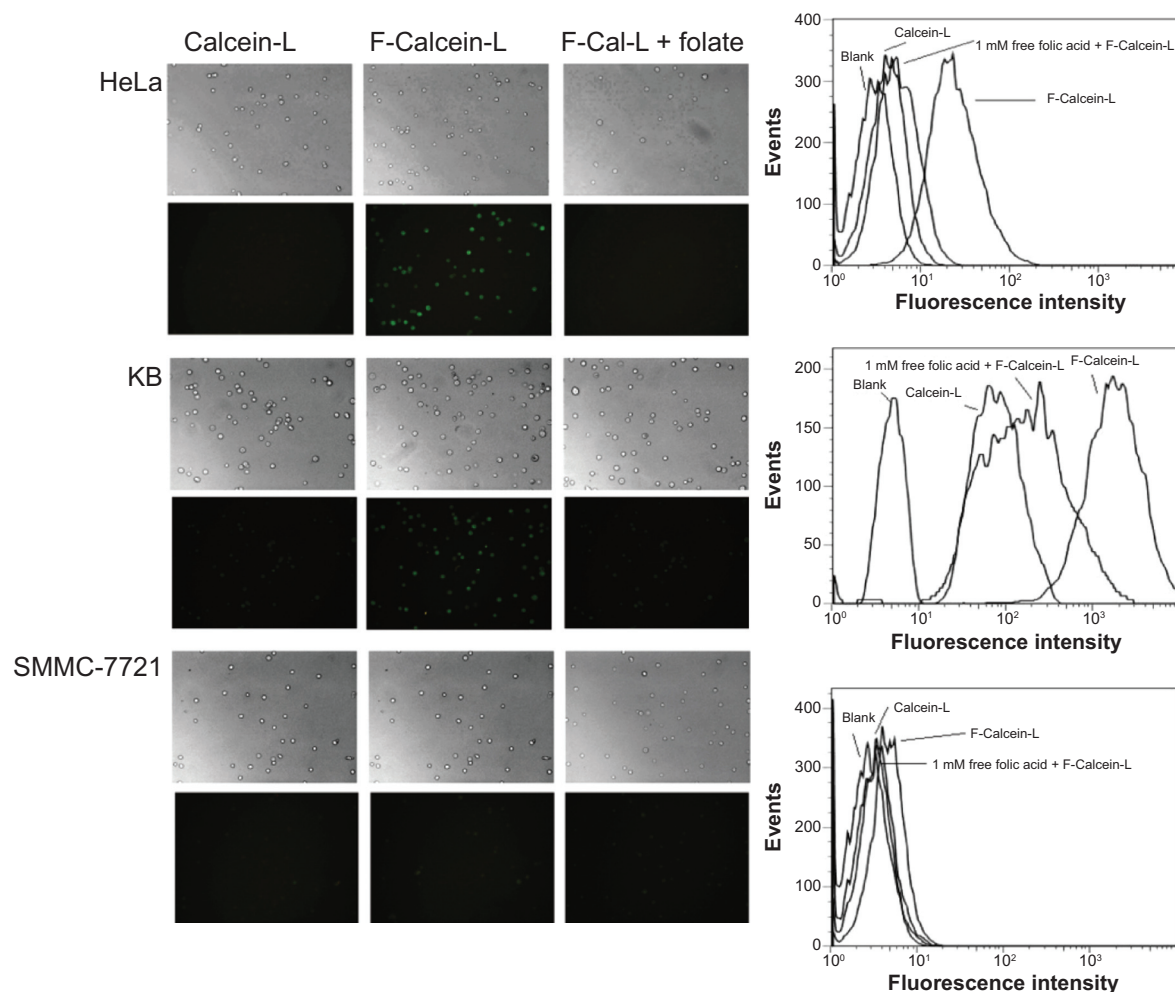 Calcein-L F-Calcein-L F-Cal-L + folate
HeLa
KB
SMMC-7721
400
300
200
100
0
Events
Blank
Calcein-L
1 mM free folic acid + F-Calcein-L
F-Calcein-L
10⁰ 10¹ 10² 10³
Fluorescence intensity
200
150
100
50
0
Events
Blank
1 mM free folic acid + F-Calcein-L
Calcein-L
F-Calcein-L
10⁰ 10¹ 10² 10³
Fluorescence intensity
400
300
200
100
0
Events
Blank
Calcein-L
F-Calcein-L
1 mM free folic acid + F-Calcein-L
10⁰ 10¹ 10² 10³
Fluorescence intensity